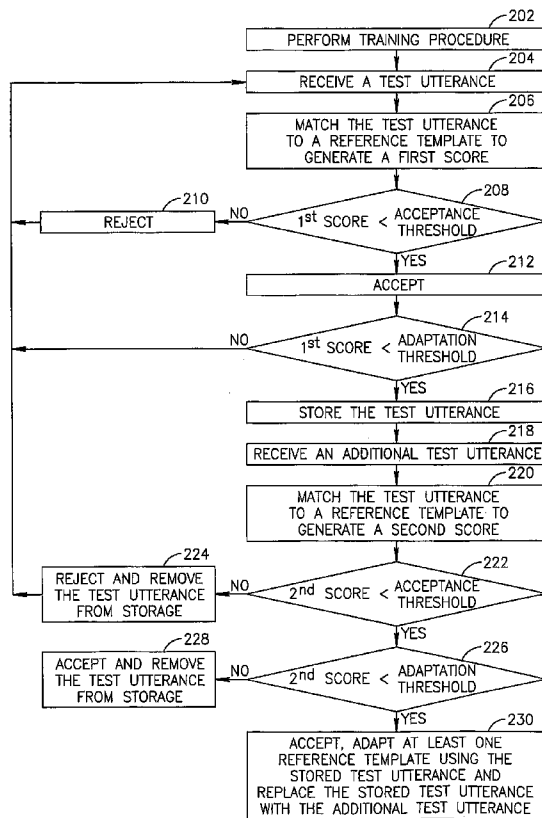 202
PERFORM TRAINING PROCEDURE
204
RECEIVE A TEST UTTERANCE
206
MATCH THE TEST UTTERANCE
TO A REFERENCE TEMPLATE TO
GENERATE A FIRST SCORE
208
1st SCORE < ACCEPTANCE
THRESHOLD
NO
210
REJECT
YES
212
ACCEPT
214
1st SCORE < ADAPTATION
THRESHOLD
NO
YES
216
STORE THE TEST UTTERANCE
218
RECEIVE AN ADDITIONAL TEST UTTERANCE
220
MATCH THE TEST UTTERANCE
TO A REFERENCE TEMPLATE TO
GENERATE A SECOND SCORE
222
2nd SCORE < ACCEPTANCE
THRESHOLD
NO
224
REJECT AND REMOVE
THE TEST UTTERANCE
FROM STORAGE
YES
226
2nd SCORE < ADAPTATION
THRESHOLD
NO
228
ACCEPT AND REMOVE
THE TEST UTTERANCE
FROM STORAGE
YES
230
ACCEPT, ADAPT AT LEAST ONE
REFERENCE TEMPLATE USING THE
STORED TEST UTTERANCE AND
REPLACE THE STORED TEST UTTERANCE
WITH THE ADDITIONAL TEST UTTERANCE